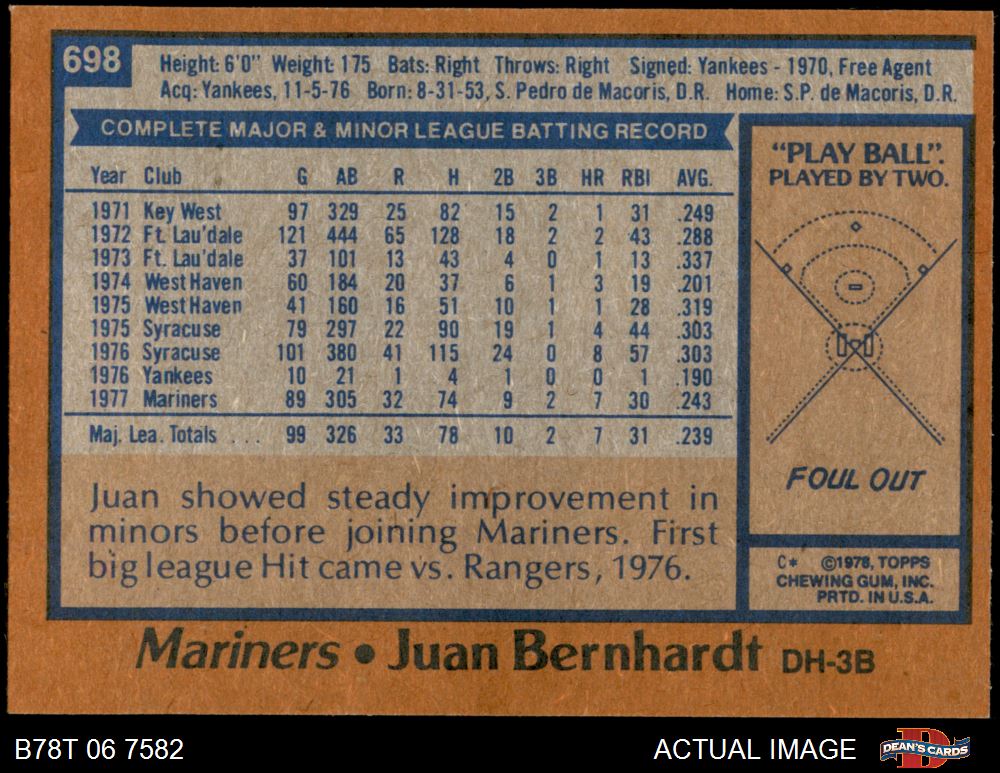 698
Height: 6'0" Weight: 175 Bats: Right Throws: Right Signed: Yankees - 1970, Free Agent
Acq: Yankees, 11-5-76 Born: 8-31-53, S. Pedro de Macoris, D.R. Home: S.P. de Macoris, D.R.
COMPLETE MAJOR & MINOR LEAGUE BATTING RECORD
Year Club G AB R H 2B 3B HR RBI AVG.
1971 Key West 97 329 25 82 15 2 1 31 .249
1972 Ft. Lau'dale 121 444 65 128 18 2 2 43 .288
1973 Ft. Lau'dale 37 101 13 43 4 0 1 13 .337
1974 West Haven 60 184 20 37 6 1 3 19 .201
1975 West Haven 41 160 16 51 10 1 1 28 .319
1975 Syracuse 79 297 22 90 19 1 4 44 .303
1976 Syracuse 101 380 41 115 24 0 8 57 .303
1976 Yankees 10 21 1 4 1 0 0 1 .190
1977 Mariners 89 305 32 74 9 2 7 30 .243
Maj. Lea. Totals . . . 99 326 33 78 10 2 7 31 .239
Juan showed steady improvement in
minors before joining Mariners. First
big league Hit came vs. Rangers, 1976.
"PLAY BALL".
PLAYED BY TWO.
FOUL OUT
C* ©1978, TOPPS
CHEWING GUM, INC.
PRTD. IN U.S.A.
Mariners • Juan Bernhardt DH-3B
B78T 06 7582
ACTUAL IMAGE
DEAN'S CARDS